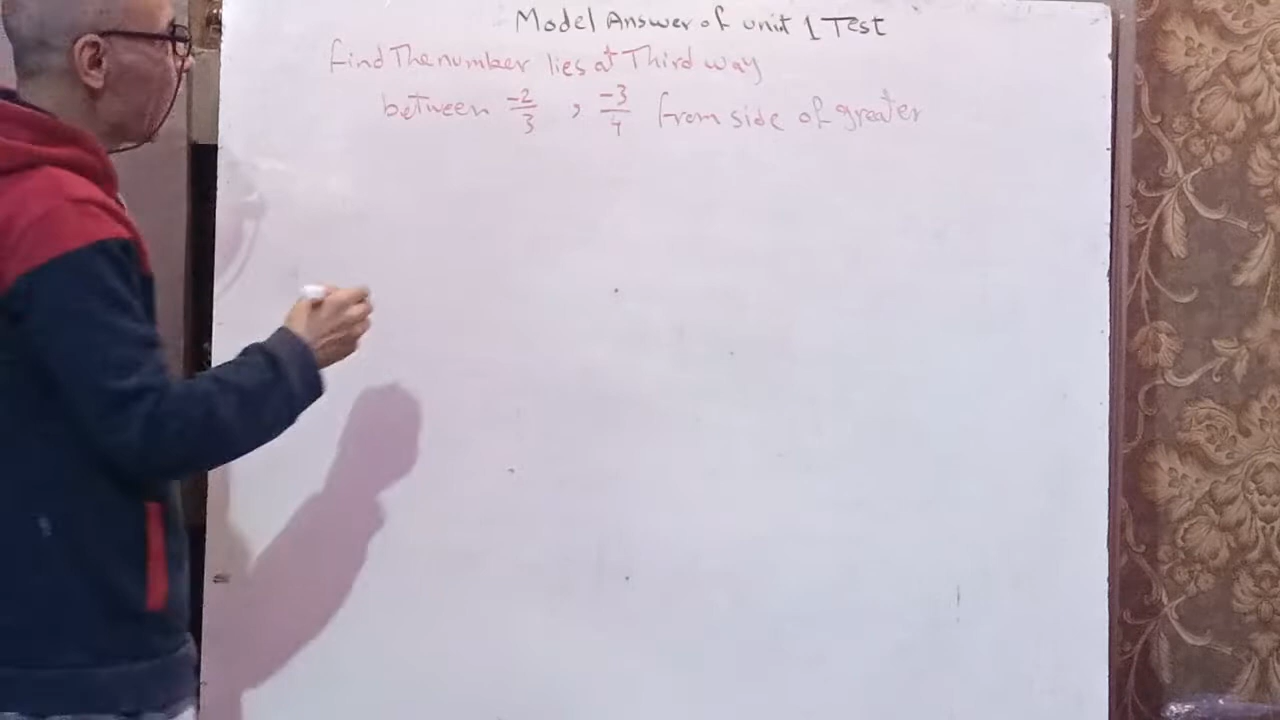 Model Answer of unit 1 Test
find The number lies at Third way
between -2/3 , -3/4 from side of greater